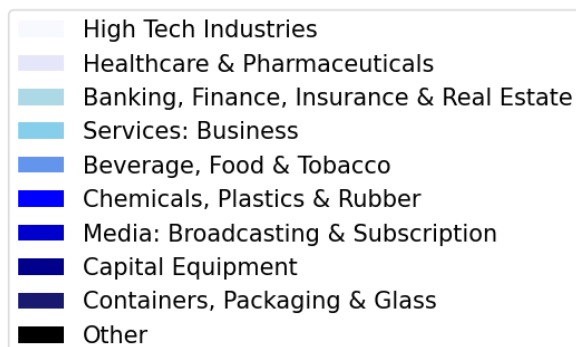 High Tech Industries
Healthcare & Pharmaceuticals
Banking, Finance, Insurance & Real Estate
Services: Business
Beverage, Food & Tobacco
Chemicals, Plastics & Rubber
Media: Broadcasting & Subscription
Capital Equipment
Containers, Packaging & Glass
Other